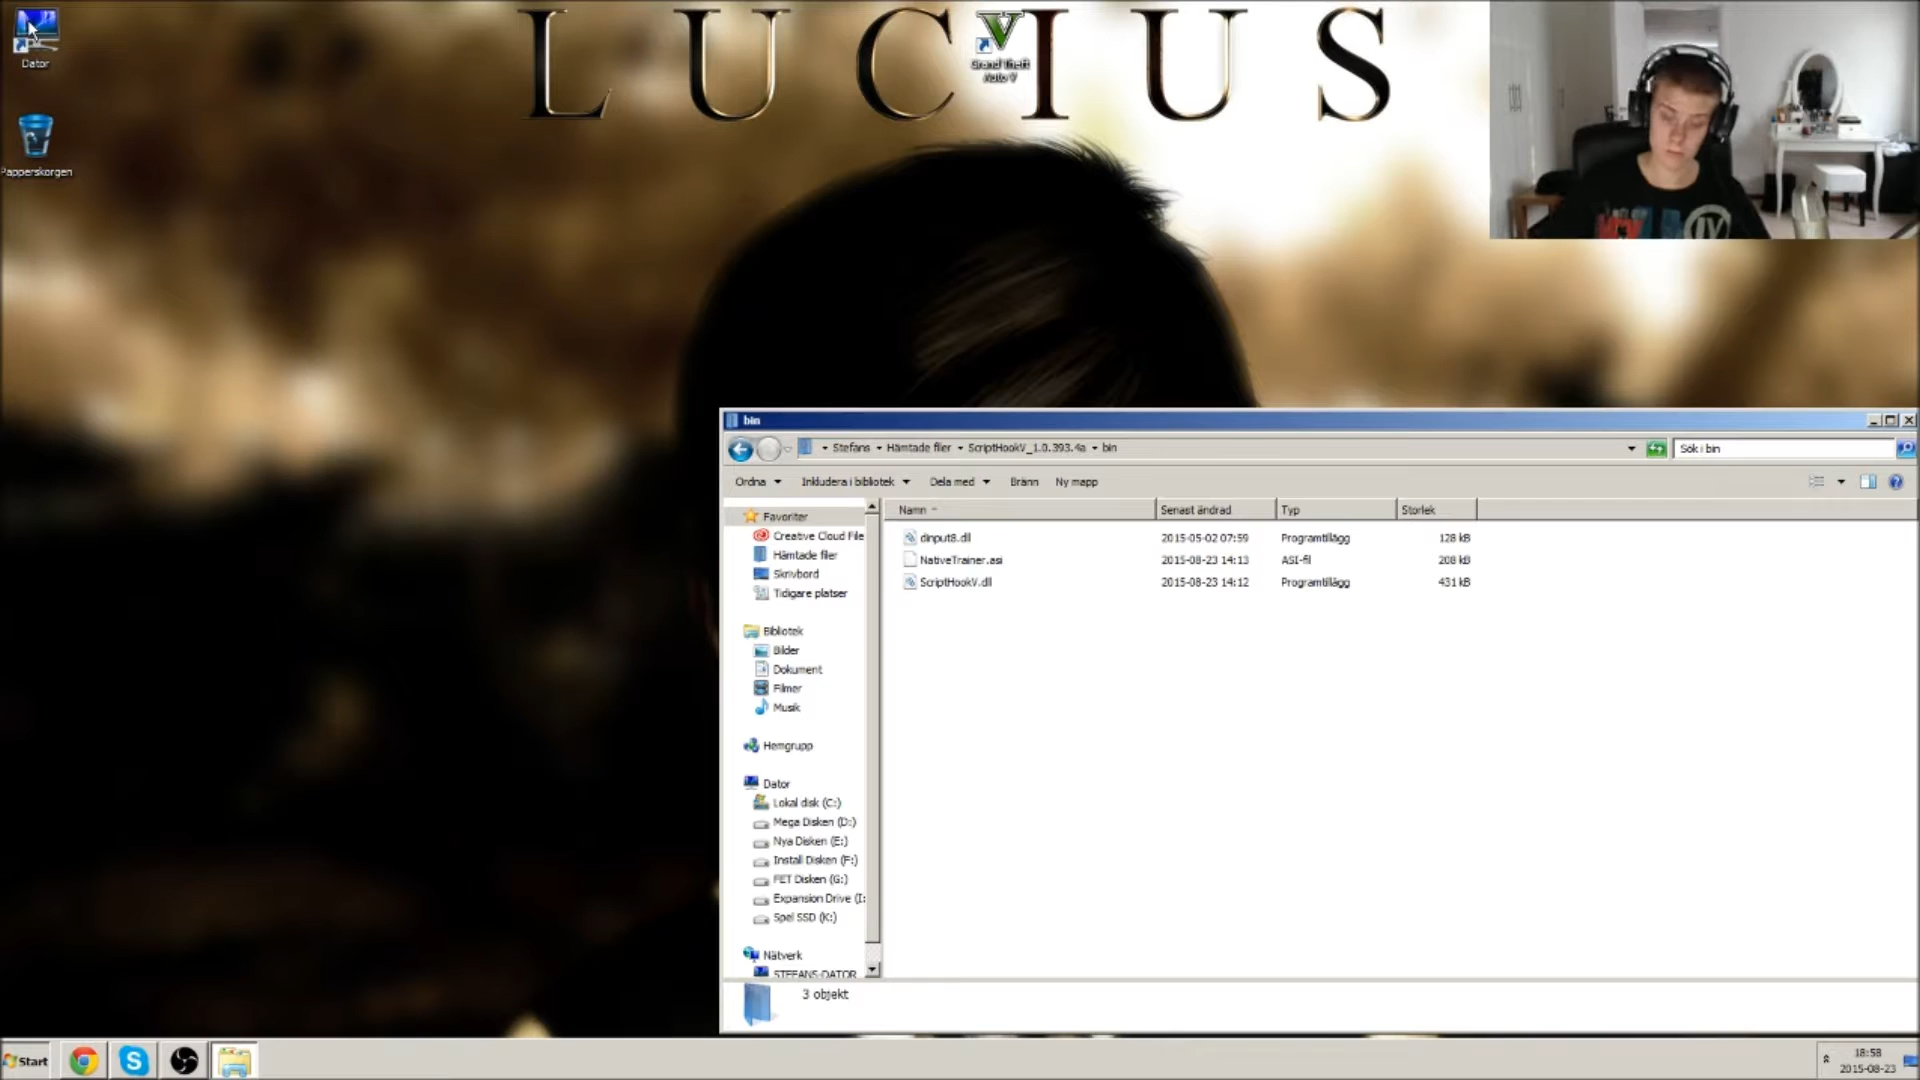 LUCIUS
Dator
Grand Theft
Auto V
Papperskorgen
bin
Stefans
Hämtade filer
ScriptHookV_1.0.393.4a
bin
Sök i bin
Ordna
Inkludera i bibliotek
Dela med
Bränn
Ny mapp
Namn
Senast ändrad
Typ
Storlek
dinput8.dll 2015-05-02 07:59 Programtillägg 128 kB
NativeTrainer.asi 2015-08-23 14:13 ASI-fil 208 kB
ScriptHookV.dll 2015-08-23 14:12 Programtillägg 431 kB
Favoriter
Creative Cloud File
Hämtade filer
Skrivbord
Tidigare platser
Bibliotek
Bilder
Dokument
Filmer
Musik
Hemgrupp
Dator
Lokal disk (C:)
Mega Disken (D:)
Nya Disken (E:)
Install Disken (F:)
FET Disken (G:)
Expansion Drive (I:
Spel SSD (K:)
Nätverk
STEFANS-DATOR
3 objekt
Start
18:58
2015-08-23